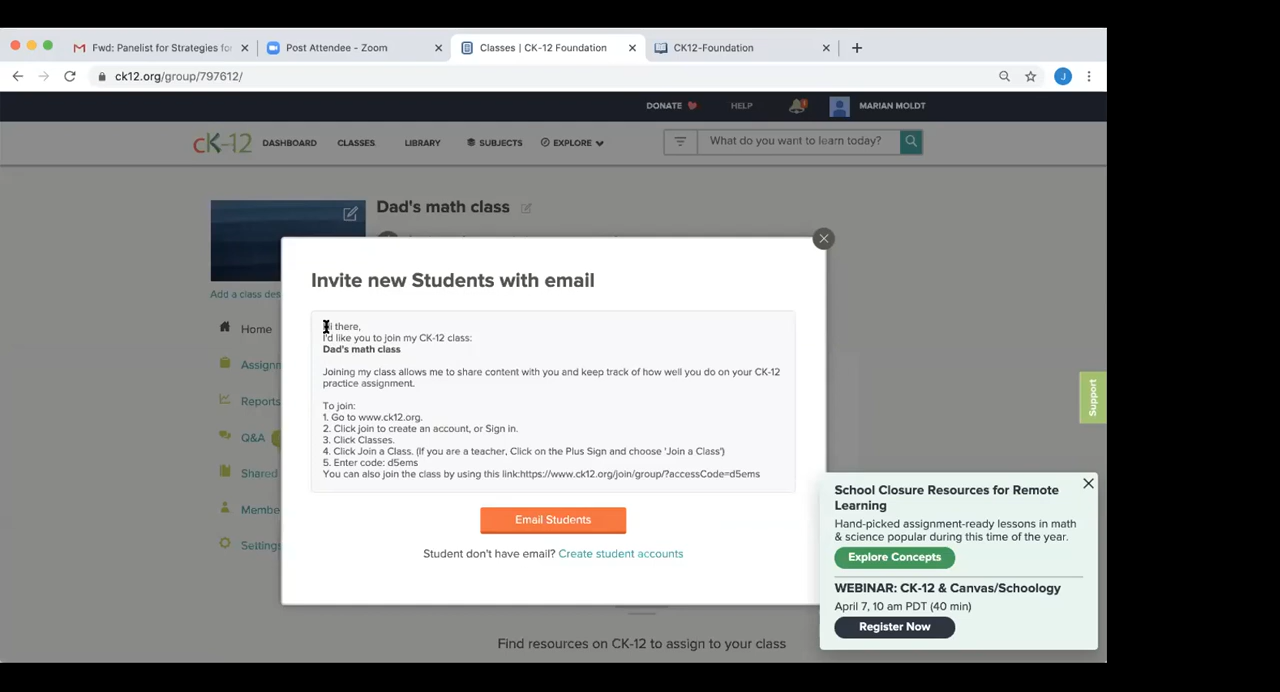 Fwd: Panelist for Strategies for
Post Attendee - Zoom
Classes | CK-12 Foundation
CK12-Foundation
ck12.org/group/797612/
J
DONATE
HELP
MARIAN MOLDT
cK-12
DASHBOARD
CLASSES
LIBRARY
SUBJECTS
EXPLORE
What do you want to learn today?
Dad's math class
Add a class des
Home
Assignm
Reports
Q&A
Shared
Membe
Settings
Invite new Students with email
Hi there,
I'd like you to join my CK-12 class:
Dad's math class
Joining my class allows me to share content with you and keep track of how well you do on your CK-12
practice assignment.
To join:
1. Go to www.ck12.org.
2. Click join to create an account, or Sign in.
3. Click Classes.
4. Click Join a Class. (If you are a teacher, Click on the Plus Sign and choose 'Join a Class')
5. Enter code: d5ems
You can also join the class by using this link:https://www.ck12.org/join/group/?accessCode=d5ems
Email Students
Student don't have email? Create student accounts
Find resources on CK-12 to assign to your class
Support
School Closure Resources for Remote
Learning
Hand-picked assignment-ready lessons in math
& science popular during this time of the year.
Explore Concepts
WEBINAR: CK-12 & Canvas/Schoology
April 7, 10 am PDT (40 min)
Register Now